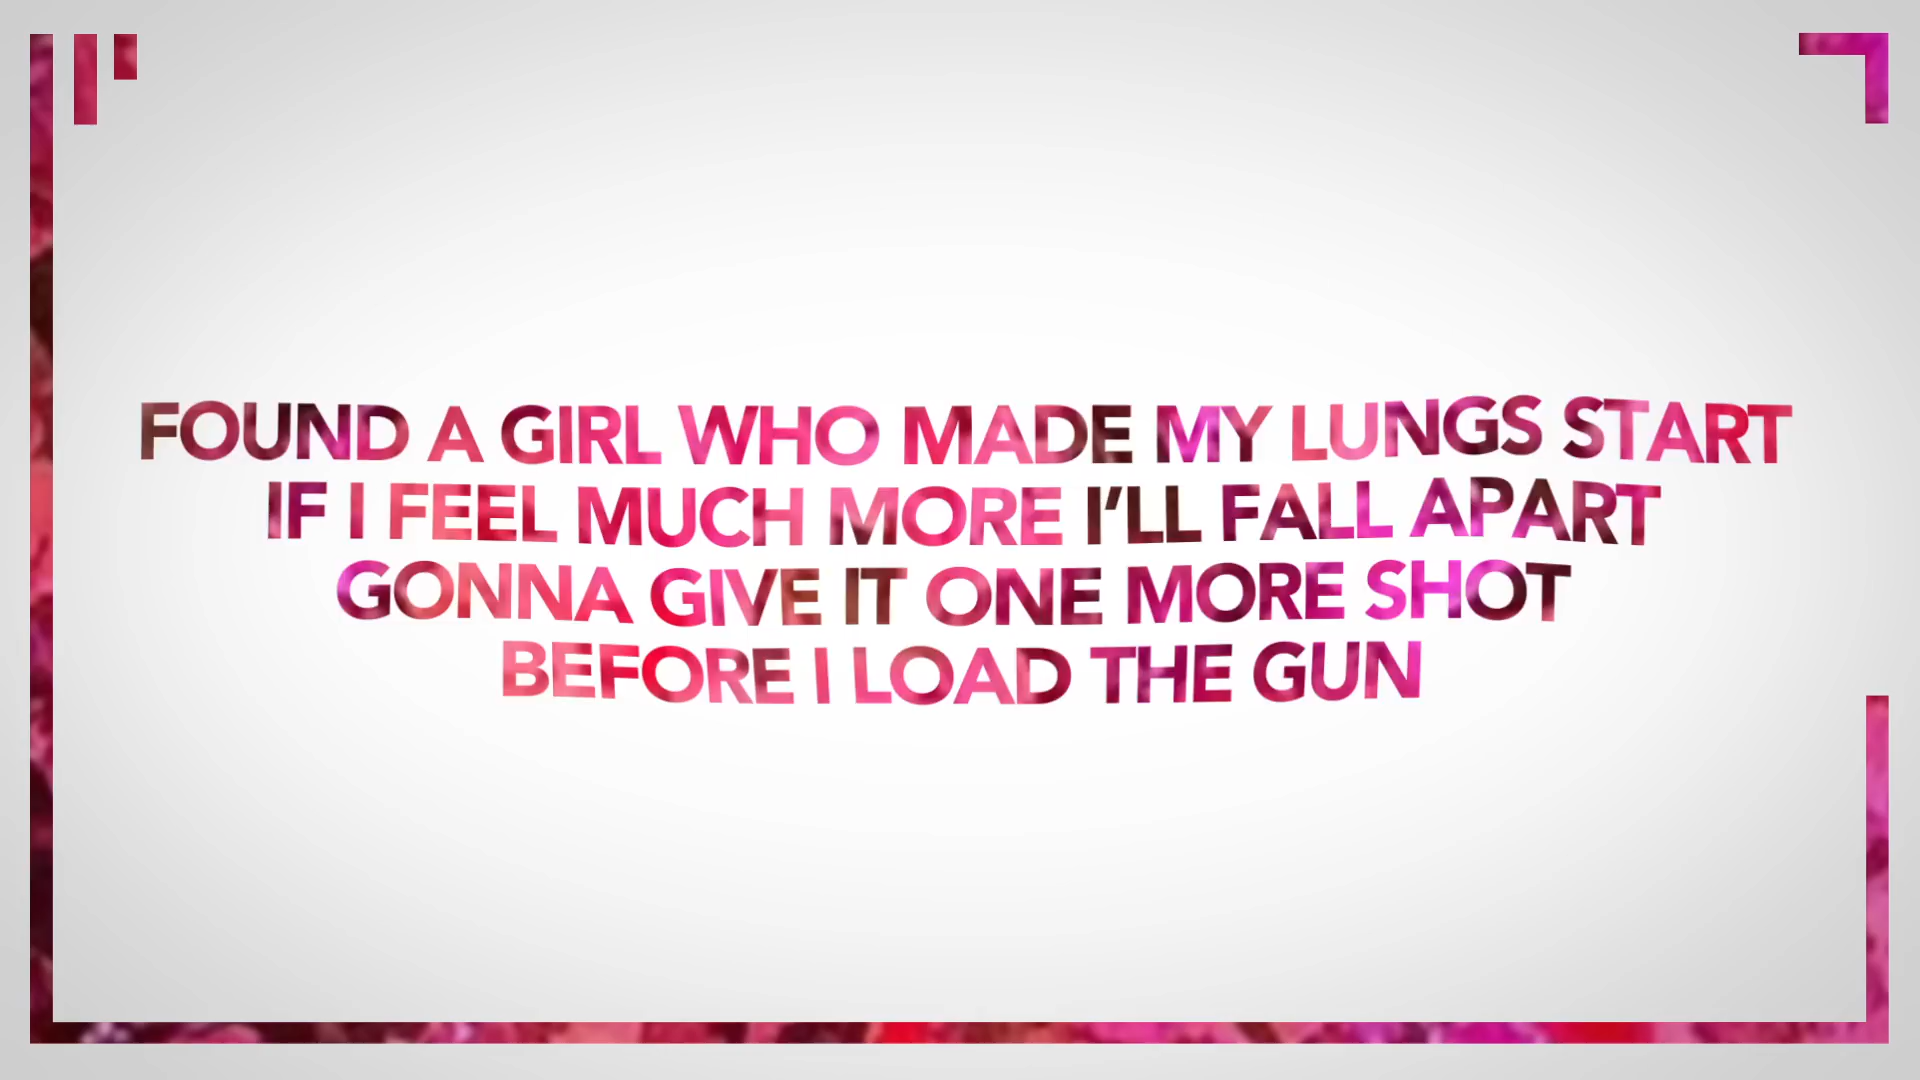 FOUND A GIRL WHO MADE MY LUNGS START
IF I FEEL MUCH MORE I'LL FALL APART
GONNA GIVE IT ONE MORE SHOT
BEFORE I LOAD THE GUN